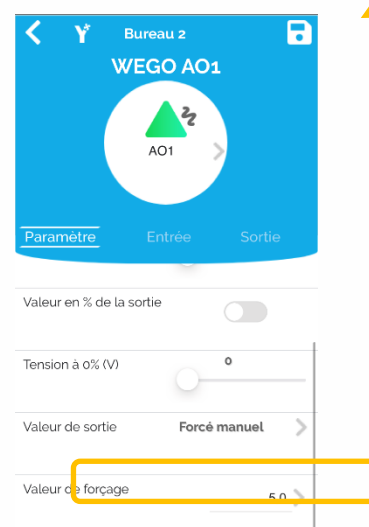 Bureau 2
WEGO AO1
AO1
Paramètre Entrée Sortie
Valeur en % de la sortie
Tension à 0% (V) 0
Valeur de sortie Forcé manuel
Valeur de forçage 5.0